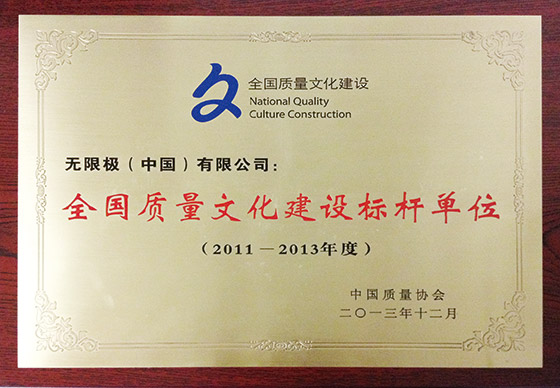 全国质量文化建设
National Quality
Culture Construction
无限极（中国）有限公司：
全国质量文化建设标杆单位
（2011－2013年度）
中国质量协会
二〇一三年十二月